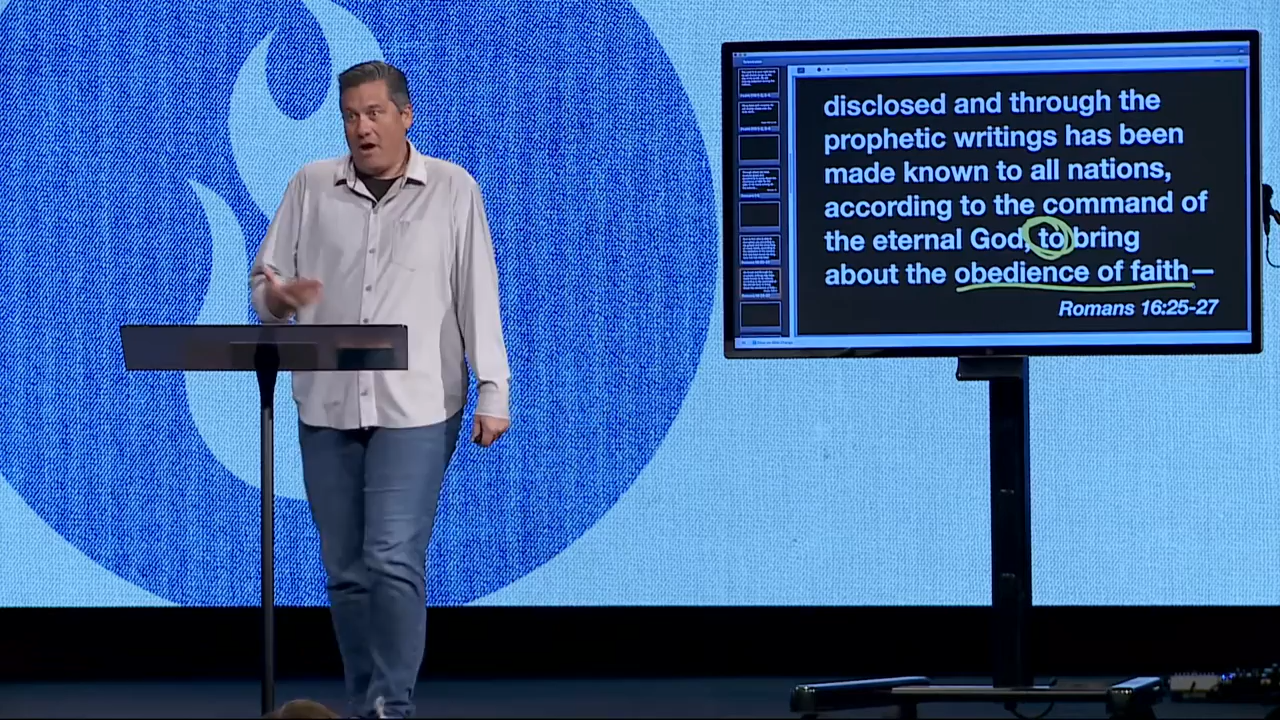 disclosed and through the
prophetic writings has been
made known to all nations,
according to the command of
the eternal God, to bring
about the obedience of faith—
Romans 16:25-27